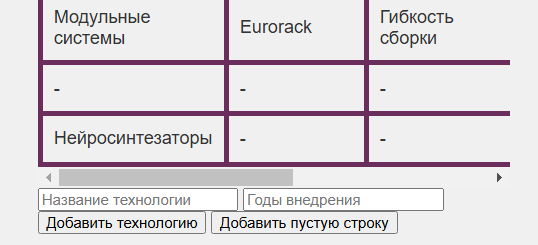 Модульные системы
Eurorack
Гибкость сборки
- - -
Нейросинтезаторы - -
Название технологии Годы внедрения
Добавить технологию Добавить пустую строку